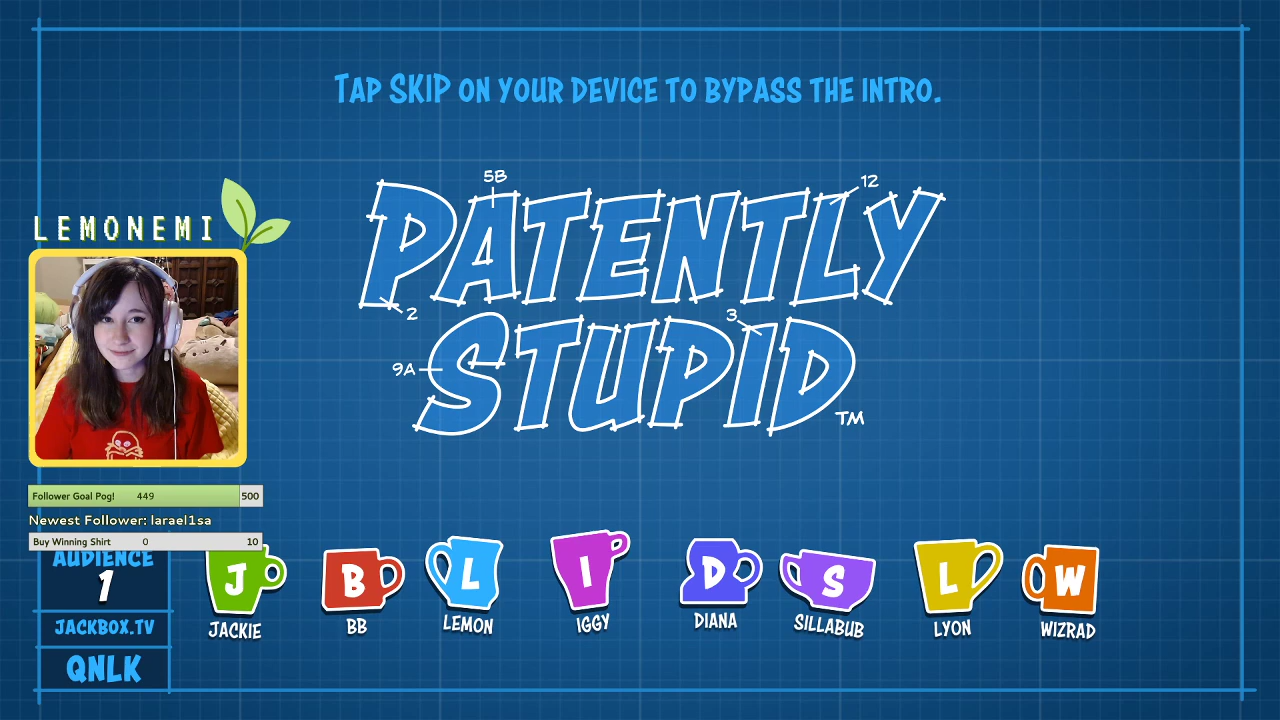 TAP SKIP ON YOUR DEVICE TO BYPASS THE INTRO.
5B
12
PATENTLY
2
3
9A
STUPID
TM
LEMONEMI
Follower Goal Pog! 449 500
Newest Follower: larael1sa
Buy Winning Shirt 0 10
AUDIENCE
1
JACKBOX.TV
QNLK
J
B
L
I
D
S
L
W
JACKIE
BB
LEMON
IGGY
DIANA
SILLABUB
LYON
WIZRAD